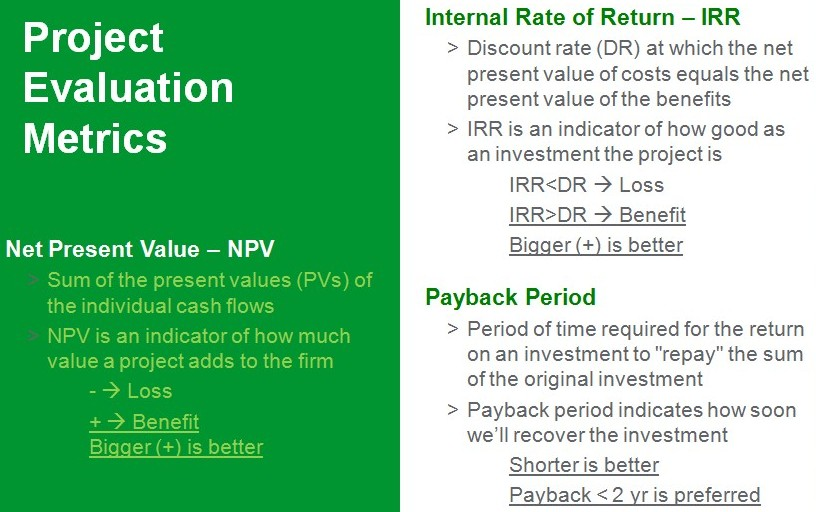 Project
Evaluation
Metrics
Net Present Value – NPV
> Sum of the present values (PVs) of
the individual cash flows
> NPV is an indicator of how much
value a project adds to the firm
- → Loss
+ → Benefit
Bigger (+) is better
Internal Rate of Return – IRR
> Discount rate (DR) at which the net
present value of costs equals the net
present value of the benefits
> IRR is an indicator of how good as
an investment the project is
IRR<DR → Loss
IRR>DR → Benefit
Bigger (+) is better
Payback Period
> Period of time required for the return
on an investment to "repay" the sum
of the original investment
> Payback period indicates how soon
we’ll recover the investment
Shorter is better
Payback < 2 yr is preferred